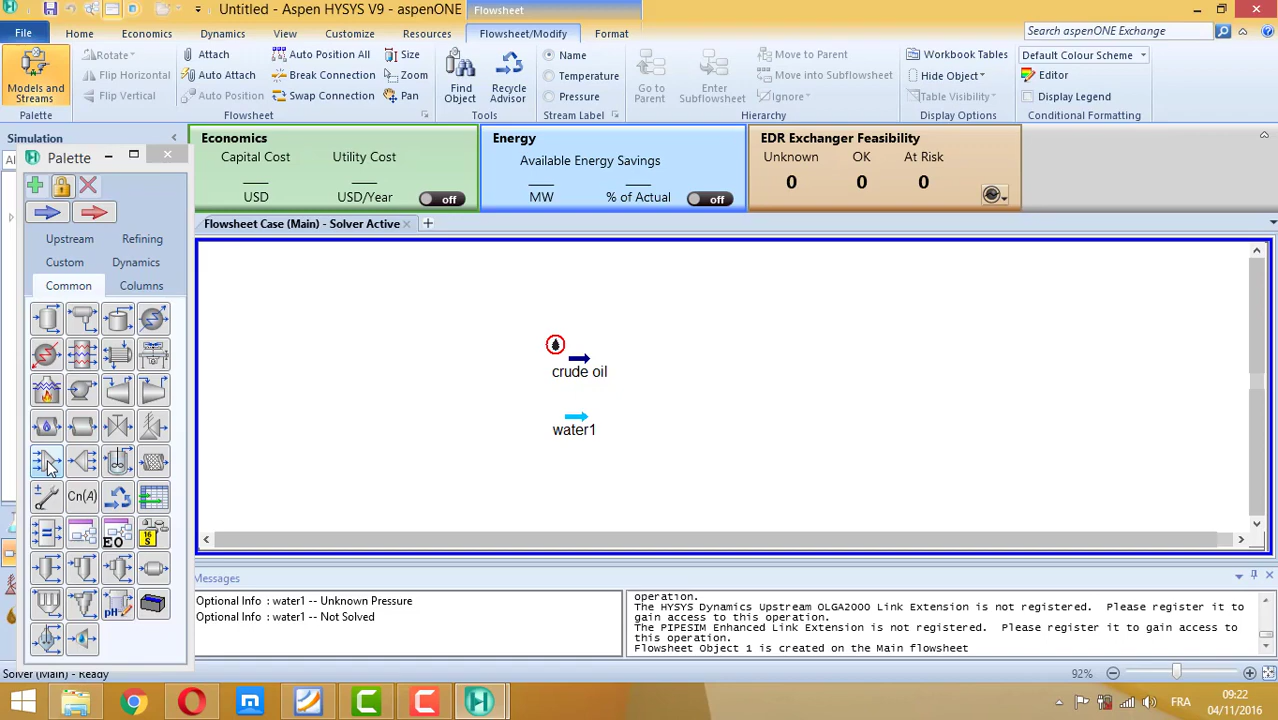 Untitled - Aspen HYSYS V9 - aspenONE
Flowsheet
File
Home
Economics
Dynamics
View
Customize
Resources
Flowsheet/Modify
Format
Search aspenONE Exchange
Models and Streams
Palette
Rotate
Flip Horizontal
Flip Vertical
Attach
Auto Attach
Auto Position
Auto Position All
Break Connection
Swap Connection
Size
Zoom
Pan
Flowsheet
Find Object
Recycle Advisor
Tools
Name
Temperature
Pressure
Stream Label
Go to Parent
Enter Subflowsheet
Move to Parent
Move into Subflowsheet
Ignore
Hierarchy
Workbook Tables
Hide Object
Table Visibility
Display Options
Default Colour Scheme
Editor
Display Legend
Conditional Formatting
Simulation
Economics
Capital Cost
Utility Cost
USD
USD/Year
off
Energy
Available Energy Savings
MW
% of Actual
off
EDR Exchanger Feasibility
Unknown
OK
At Risk
0
0
0
Palette
Upstream
Refining
Custom
Dynamics
Common
Columns
Cn(A)
EO
16
S
pH
Flowsheet Case (Main) - Solver Active
crude oil
water1
Messages
Optional Info : water1 -- Unknown Pressure
Optional Info : water1 -- Not Solved
operation.
The HYSYS Dynamics Upstream OLGA2000 Link Extension is not registered. Please register it to
gain access to this operation.
The PIPESIM Enhanced Link Extension is not registered. Please register it to gain access to
this operation.
Flowsheet Object 1 is created on the Main flowsheet
Solver (Main) - Ready
92%
FRA
09:22
04/11/2016